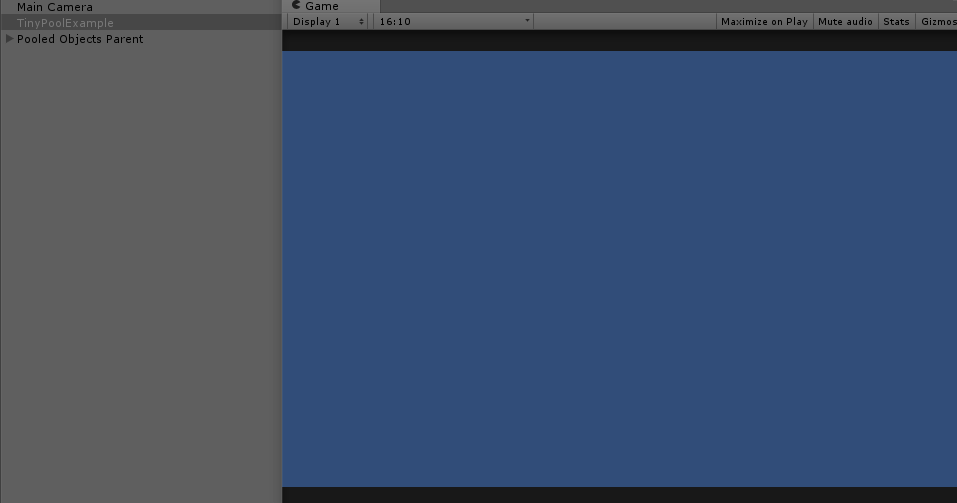 Main Camera
TinyPoolExample
Pooled Objects Parent
Game
Display 1 16:10 Maximize on Play Mute audio Stats Gizmos